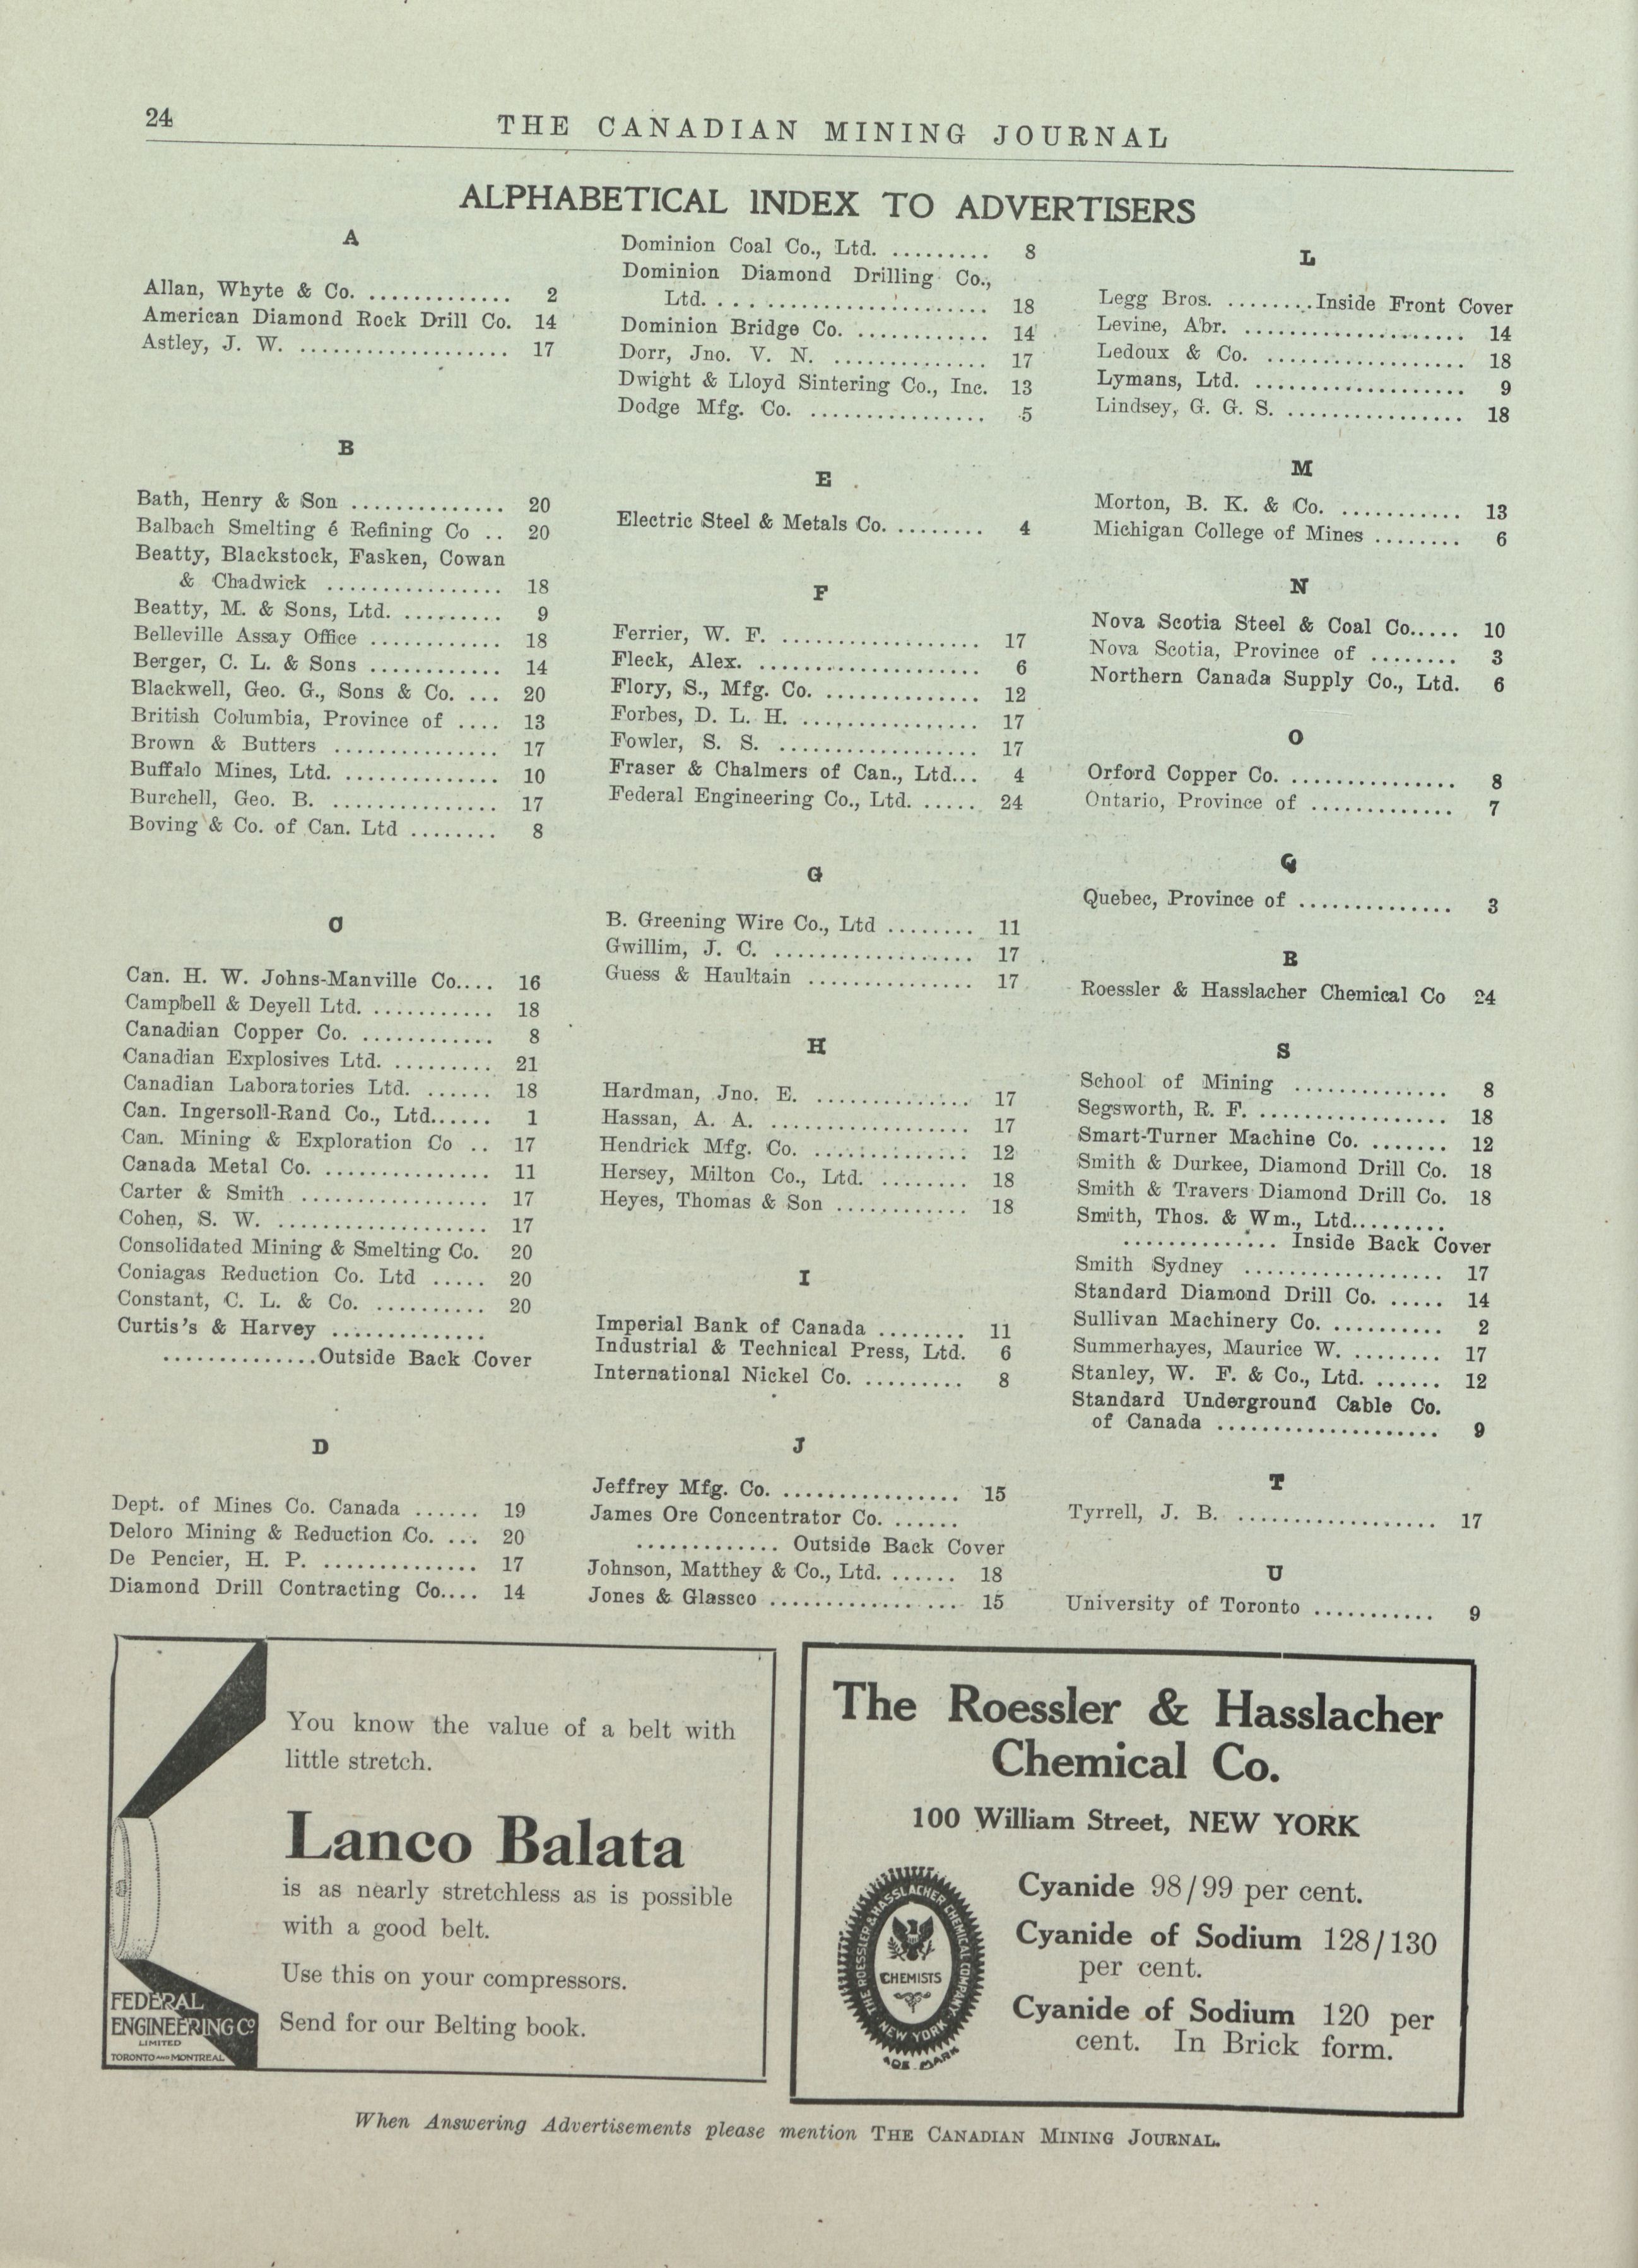 24
THE CANADIAN MINING JOURNAL
ALPHABETICAL INDEX TO ADVERTISERS
A
Allan, Whyte & Co. ............. 2
American Diamond Rock Drill Co. 14
Astley, J. W. ................... 17
B
Bath, Henry & Son .............. 20
Balbach Smelting é Refining Co .. 20
Beatty, Blackstock, Fasken, Cowan
& Chadwick ................ 18
Beatty, M. & Sons, Ltd. ......... 9
Belleville Assay Office ............ 18
Berger, C. L. & Sons ............ 14
Blackwell, Geo. G., Sons & Co. ... 20
British Columbia, Province of .... 13
Brown & Butters ............... 17
Buffalo Mines, Ltd. .............. 10
Burchell, Geo. B. ............... 17
Boving & Co. of Can. Ltd ........ 8
C
Can. H. W. Johns-Manville Co.... 16
Campbell & Deyell Ltd. ........... 18
Canadian Copper Co. ............ 8
Canadian Explosives Ltd. ......... 21
Canadian Laboratories Ltd. ...... 18
Can. Ingersoll-Rand Co., Ltd...... 1
Can. Mining & Exploration Co .. 17
Canada Metal Co. ............... 11
Carter & Smith ................. 17
Cohen, S. W. ................... 17
Consolidated Mining & Smelting Co. 20
Coniagas Reduction Co. Ltd ..... 20
Constant, C. L. & Co. .......... 20
Curtis's & Harvey ..............
..............Outside Back Cover
D
Dept. of Mines Co. Canada ...... 19
Deloro Mining & Reduction Co. ... 20
De Pencier, H. P. .............. 17
Diamond Drill Contracting Co.... 14
Dominion Coal Co., Ltd. ......... 8
Dominion Diamond Drilling Co.,
Ltd. ........................ 18
Dominion Bridge Co. ............ 14
Dorr, Jno. V. N. .............. 17
Dwight & Lloyd Sintering Co., Inc. 13
Dodge Mfg. Co. ................ 5
E
Electric Steel & Metals Co. ........ 4
F
Ferrier, W. F. .................. 17
Fleck, Alex. .................... 6
Flory, S., Mfg. Co. .............. 12
Forbes, D. L. H. ................ 17
Fowler, S. S. .................. 17
Fraser & Chalmers of Can., Ltd... 4
Federal Engineering Co., Ltd. ..... 24
G
B. Greening Wire Co., Ltd ........ 11
Gwillim, J. C. .................. 17
Guess & Haultain ............... 17
H
Hardman, Jno. E. .............. 17
Hassan, A. A. .................. 17
Hendrick Mfg. Co. .............. 12
Hersey, Milton Co., Ltd. ........ 18
Heyes, Thomas & Son ............ 18
I
Imperial Bank of Canada ........ 11
Industrial & Technical Press, Ltd. 6
International Nickel Co. ......... 8
J
Jeffrey Mfg. Co. ................ 15
James Ore Concentrator Co. ......
............. Outside Back Cover
Johnson, Matthey & Co., Ltd. ...... 18
Jones & Glassco ................. 15
L
Legg Bros. ........Inside Front Cover
Levine, Abr. .................... 14
Ledoux & Co. .................. 18
Lymans, Ltd. ................... 9
Lindsey, G. G. S. ................ 18
M
Morton, B. K. & Co. ........... 13
Michigan College of Mines ........ 6
N
Nova Scotia Steel & Coal Co..... 10
Nova Scotia, Province of ........ 3
Northern Canada Supply Co., Ltd. 6
O
Orford Copper Co. ............... 8
Ontario, Province of ............. 7
Q
Quebec, Province of .............. 3
R
Roessler & Hasslacher Chemical Co 24
S
School of Mining .............. 8
Segsworth, R. F. ................. 18
Smart-Turner Machine Co. ....... 12
Smith & Durkee, Diamond Drill Co. 18
Smith & Travers Diamond Drill Co. 18
Smith, Thos. & Wm., Ltd.........
.............. Inside Back Cover
Smith Sydney .................. 17
Standard Diamond Drill Co. ..... 14
Sullivan Machinery Co. .......... 2
Summerhayes, Maurice W. ........ 17
Stanley, W. F. & Co., Ltd. ...... 12
Standard Underground Cable Co.
of Canada .................... 9
T
Tyrrell, J. B. .................. 17
U
University of Toronto ........... 9
You know the value of a belt with
little stretch.
Lanco Balata
is as nearly stretchless as is possible
with a good belt.
Use this on your compressors.
Send for our Belting book.
FEDERAL
ENGINEERING Co
LIMITED
TORONTO AND MONTREAL
The Roessler & Hasslacher
Chemical Co.
100 William Street, NEW YORK
THE ROESSLER & HASSLACHER CHEMICAL COMPANY.
CHEMISTS
NEW YORK
Cyanide 98/99 per cent.
Cyanide of Sodium 128/130
per cent.
Cyanide of Sodium 120 per
cent. In Brick form.
When Answering Advertisements please mention THE CANADIAN MINING JOURNAL.